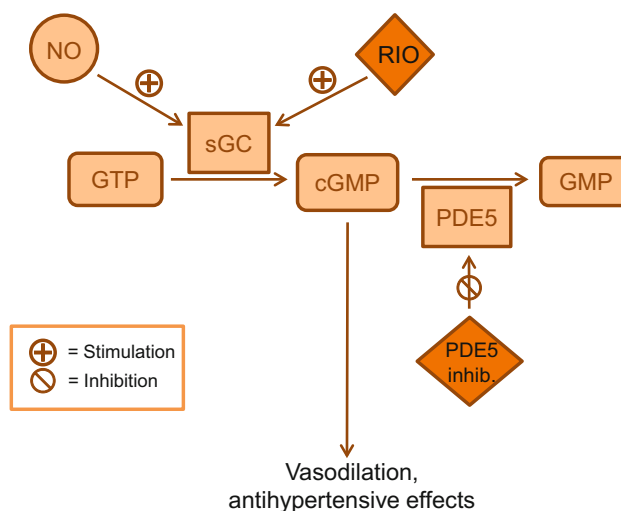 NO
RIO
sGC
GTP
cGMP
GMP
PDE5
= Stimulation
= Inhibition
PDE5
inhib.
Vasodilation,
antihypertensive effects